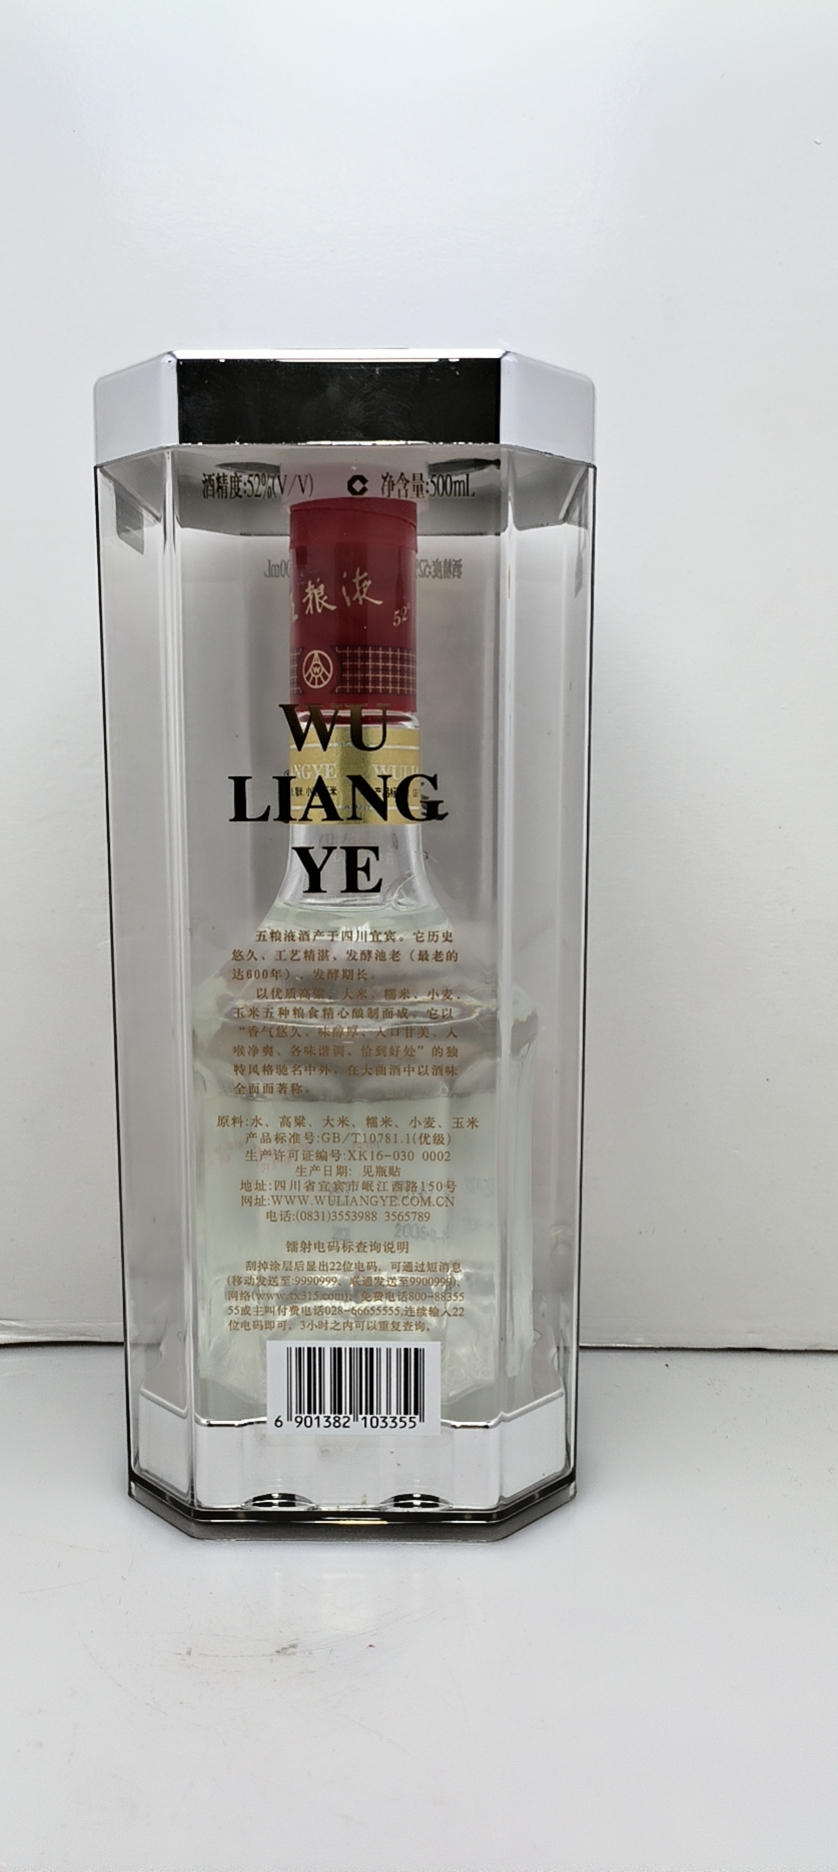 酒精度:52%(V/V) 净含量:500mL
粮液
52°
WU
LIANG
YE
五粮液酒产于四川宜宾。它历史
悠久、工艺精湛、发酵池老（最老的
达600年）、发酵期长。
以优质高粱、大米、糯米、小麦、
玉米五种粮食精心酿制而成。它以
“香气悠久、味醇厚、入口甘美、入
喉净爽、各味谐调、恰到好处”的独
特风格驰名中外，在大曲酒中以酒味
全面而著称。
原料:水、高粱、大米、糯米、小麦、玉米
产品标准号:GB/T10781.1(优级)
生产许可证编号:XK16-030 0002
生产日期: 见瓶贴
地址:四川省宜宾市岷江西路150号
网址:WWW.WULIANGYE.COM.CN
电话:(0831)3553988 3565789
镭射电码标查询说明
刮掉涂层后显出22位电码，可通过短消息
(移动发送至:9990999、联通发送至9900999)、
网络(www.tx315.com)、免费电话800-88355
55或主叫付费电话028-66655555,连续输入22
位电码即可，3小时之内可以重复查询。
6 901382 103355